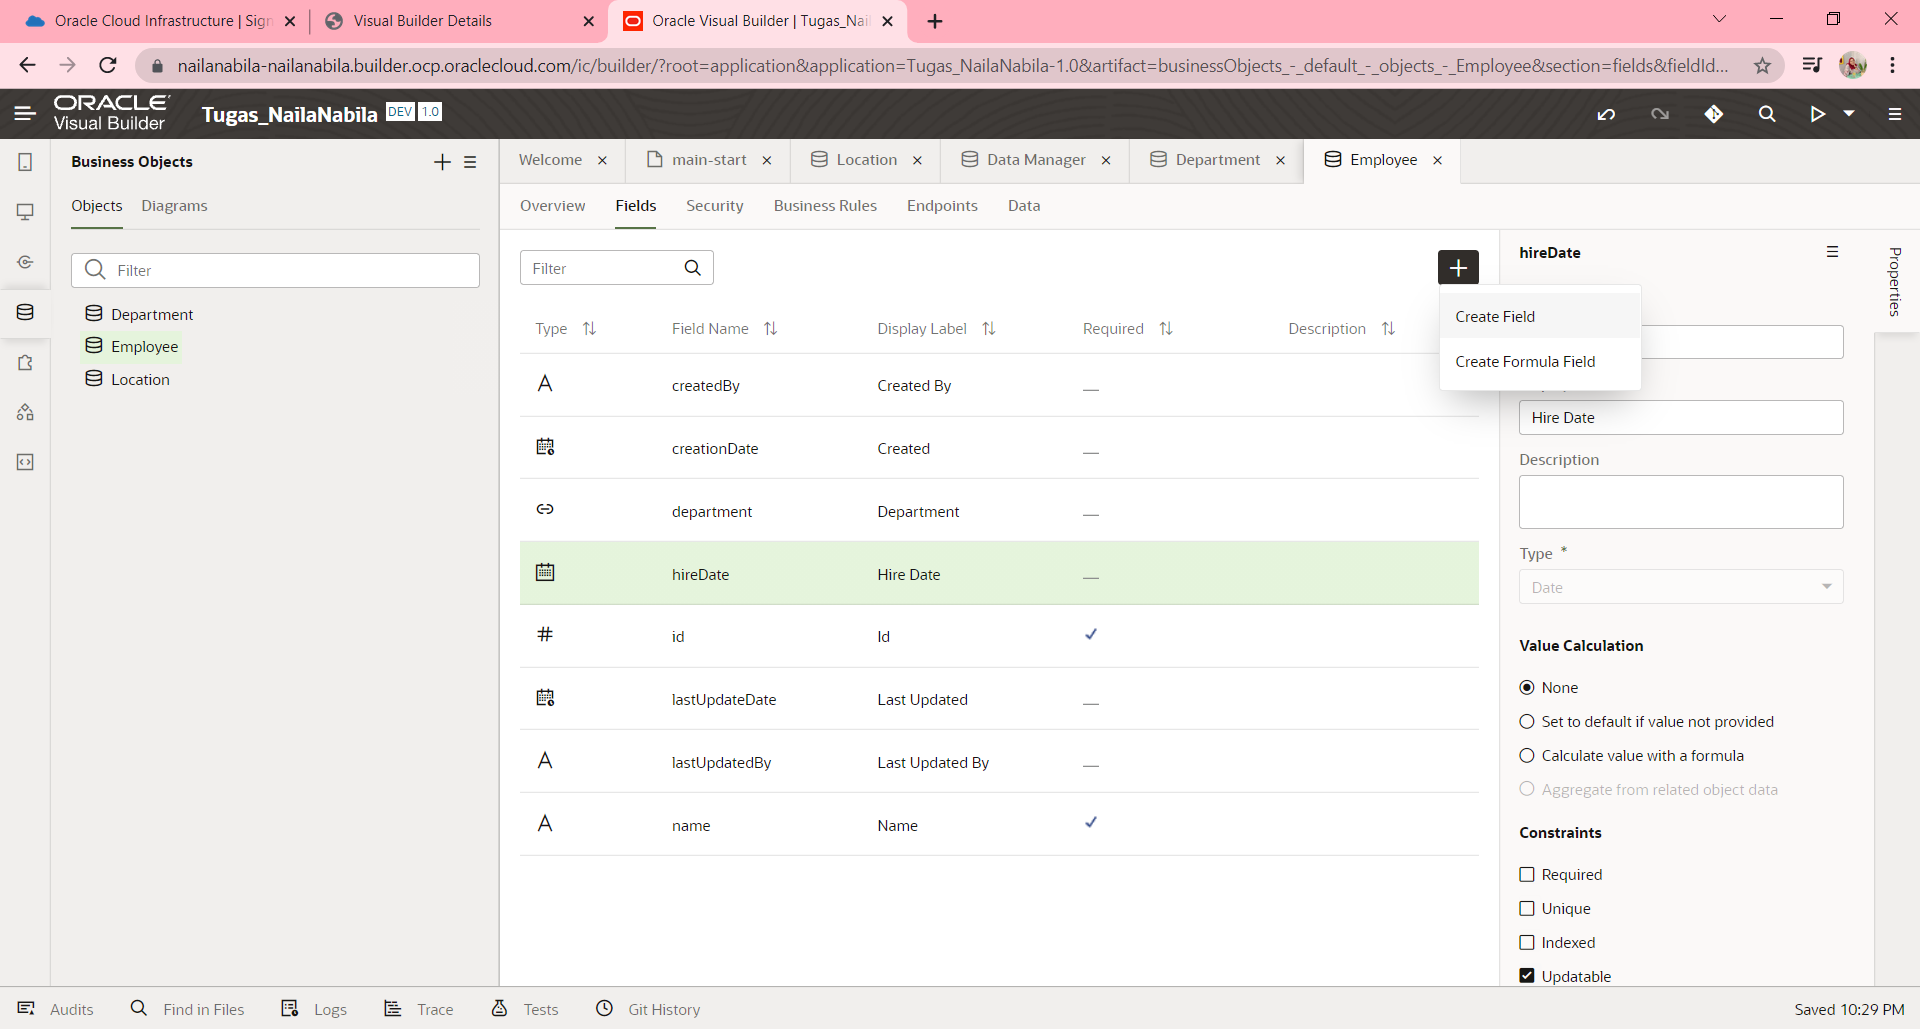 Oracle Cloud Infrastructure | Sign
Visual Builder Details
Oracle Visual Builder | Tugas_Nail
nailanabila-nailanabila.builder.ocp.oraclecloud.com/ic/builder/?root=application&application=Tugas_NailaNabila-1.0&artifact=businessObjects_-_default_-_objects_-_Employee&section=fields&fieldId...
ORACLE
Visual Builder
Tugas_NailaNabila DEV 1.0
Business Objects
Objects Diagrams
Filter
Department
Employee
Location
Welcome main-start Location Data Manager Department Employee
Overview Fields Security Business Rules Endpoints Data
Filter
Type Field Name Display Label Required Description
createdBy Created By
creationDate Created
department Department
hireDate Hire Date
id Id
lastUpdateDate Last Updated
lastUpdatedBy Last Updated By
name Name
Create Field
Create Formula Field
hireDate
Properties
Hire Date
Description
Type *
Date
Value Calculation
None
Set to default if value not provided
Calculate value with a formula
Aggregate from related object data
Constraints
Required
Unique
Indexed
Updatable
Audits Find in Files Logs Trace Tests Git History
Saved 10:29 PM